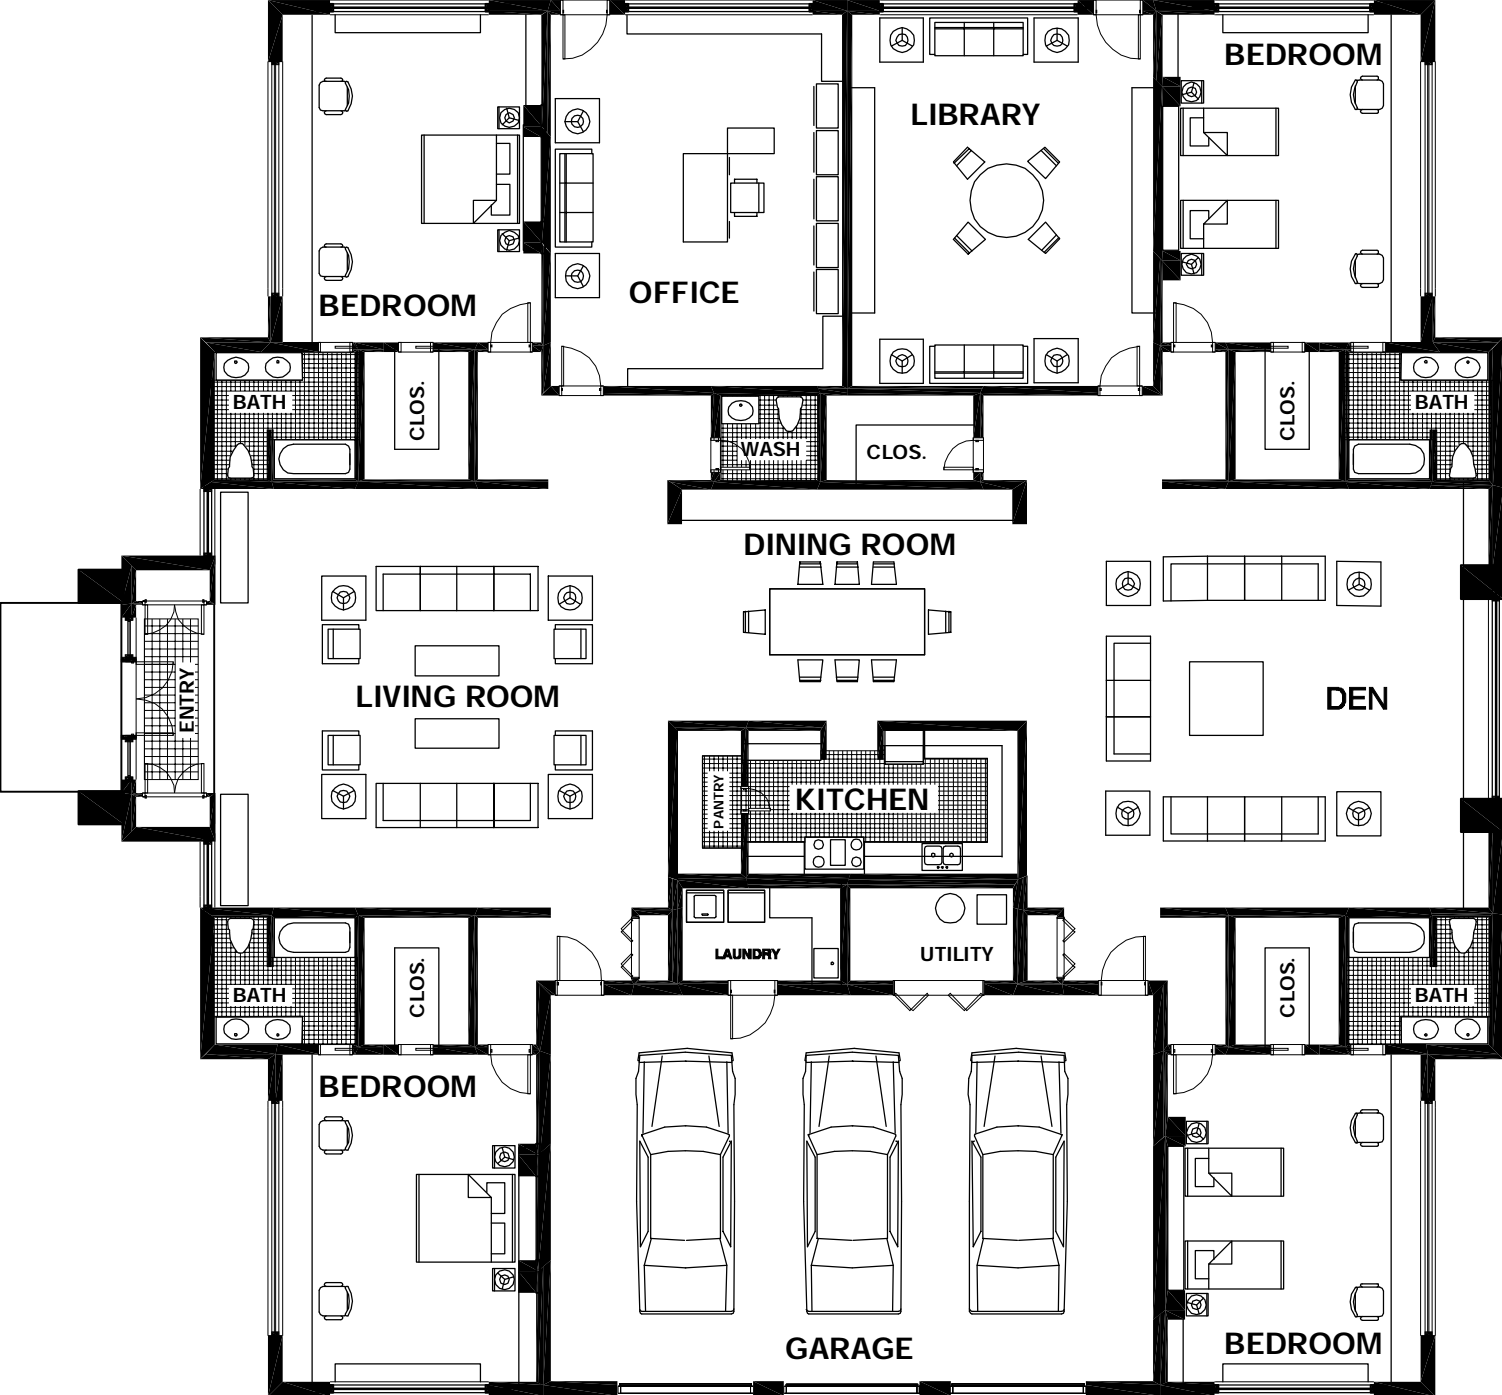 BEDROOM
LIBRARY
OFFICE
BEDROOM
BATH
CLOS.
WASH
CLOS.
CLOS.
BATH
DINING ROOM
ENTRY
LIVING ROOM
DEN
PANTRY
KITCHEN
LAUNDRY
UTILITY
BATH
CLOS.
CLOS.
BATH
BEDROOM
GARAGE
BEDROOM